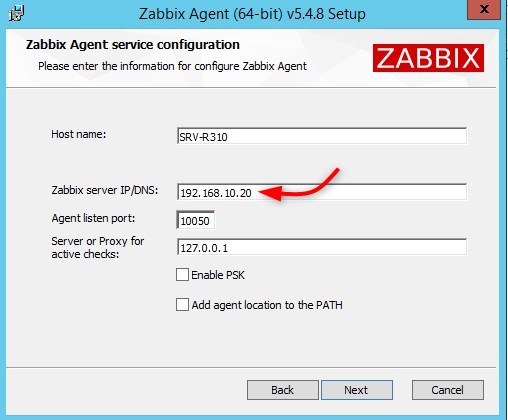 Zabbix Agent (64-bit) v5.4.8 Setup
x
Zabbix Agent service configuration
Please enter the information for configure Zabbix Agent
ZABBIX
Host name:
SRV-R310
Zabbix server IP/DNS:
192.168.10.20
Agent listen port:
10050
Server or Proxy for
active checks:
127.0.0.1
Enable PSK
Add agent location to the PATH
Back
Next
Cancel